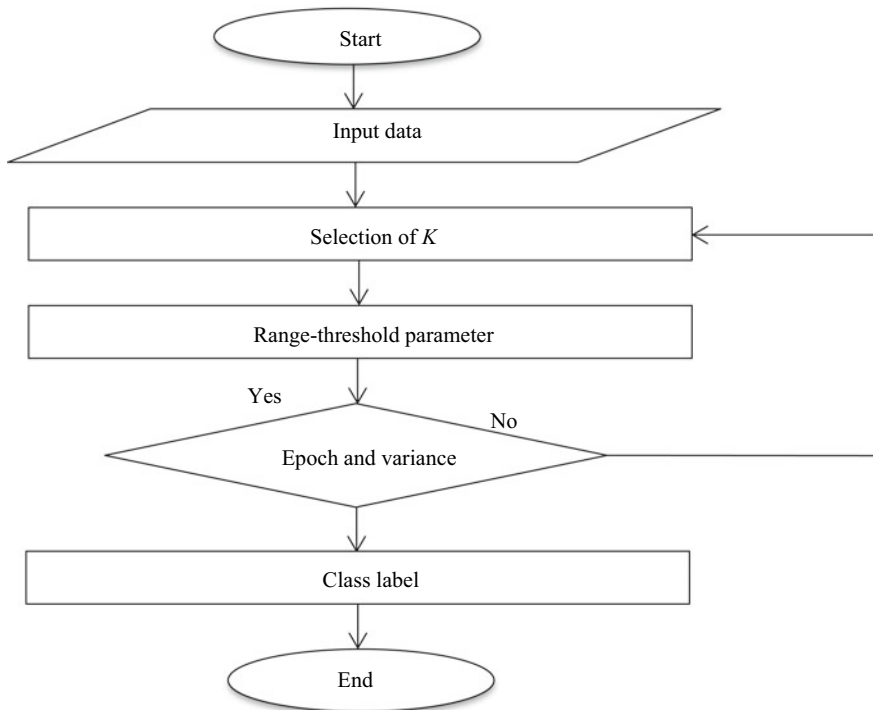 Start
Input data
Selection of K
Range-threshold parameter
Yes
No
Epoch and variance
Class label
End